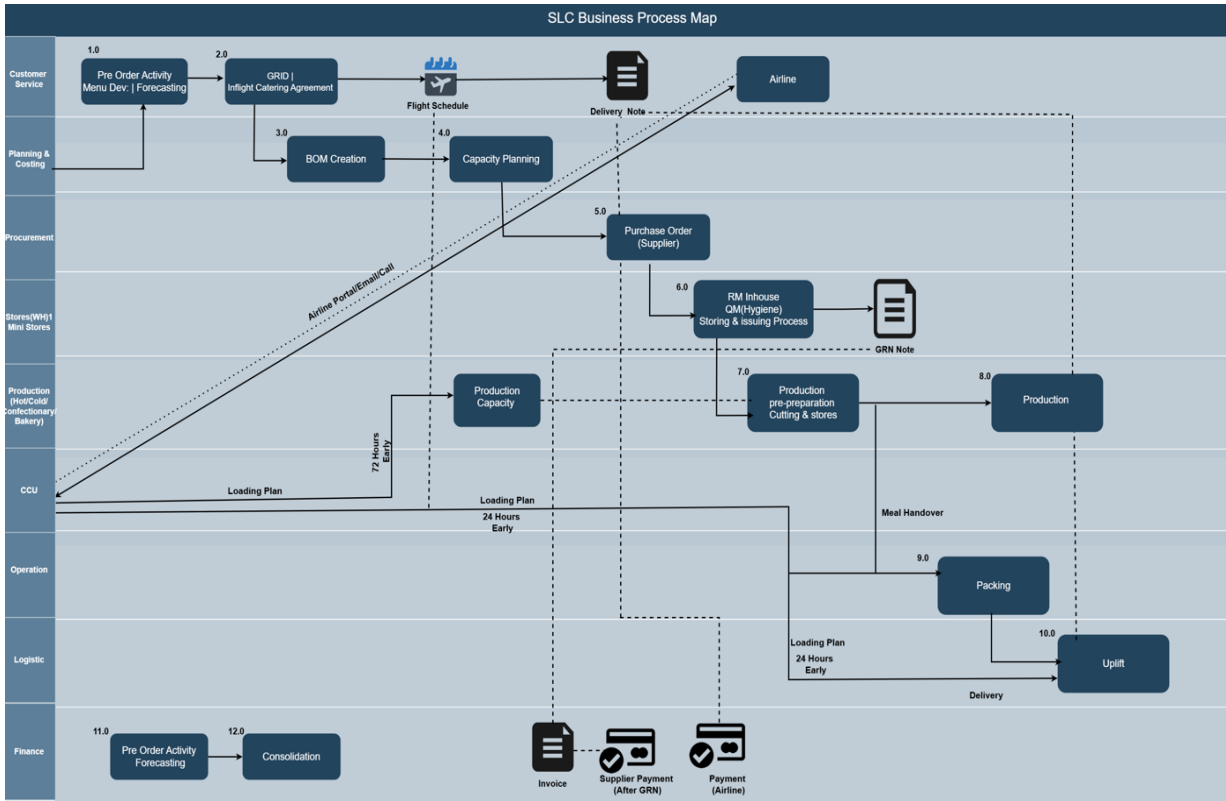 SLC Business Process Map
Customer
Service
1.0
Pre Order Activity
Menu Dev: | Forecasting
2.0
GRID |
Inflight Catering Agreement
Flight Schedule
Delivery Note
Airline
Planning &
Costing
3.0
BOM Creation
4.0
Capacity Planning
Procurement
5.0
Purchase Order
(Supplier)
Airline Portal/Email/Call
Stores(WH)1
Mini Stores
6.0
RM Inhouse
QM(Hygiene)
Storing & issuing Process
GRN Note
Production
(Hot/Cold/
Confectionary/
Bakery)
Production
Capacity
7.0
Production
pre-preparation
Cutting & stores
8.0
Production
72 Hours
Early
CCU
Loading Plan
Loading Plan
24 Hours
Early
Meal Handover
Operation
9.0
Packing
Logistic
Loading Plan
24 Hours
Early
10.0
Uplift
Delivery
Finance
11.0
Pre Order Activity
Forecasting
12.0
Consolidation
Invoice
Supplier Payment
(After GRN)
Payment
(Airline)